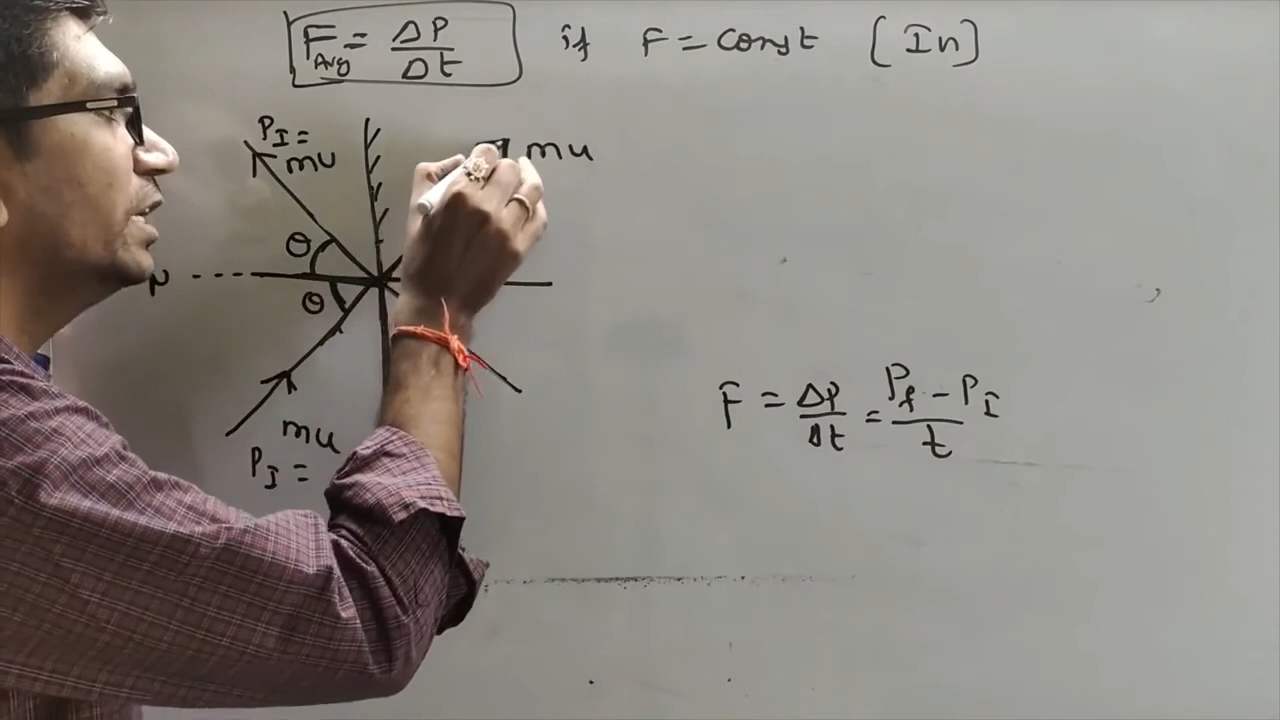 F_Avg = ΔP/Δt if F = const [In]
P_I = mu
mu
θ
N
θ
mu
P_I =
F = ΔP/Δt = P_f - P_I / t